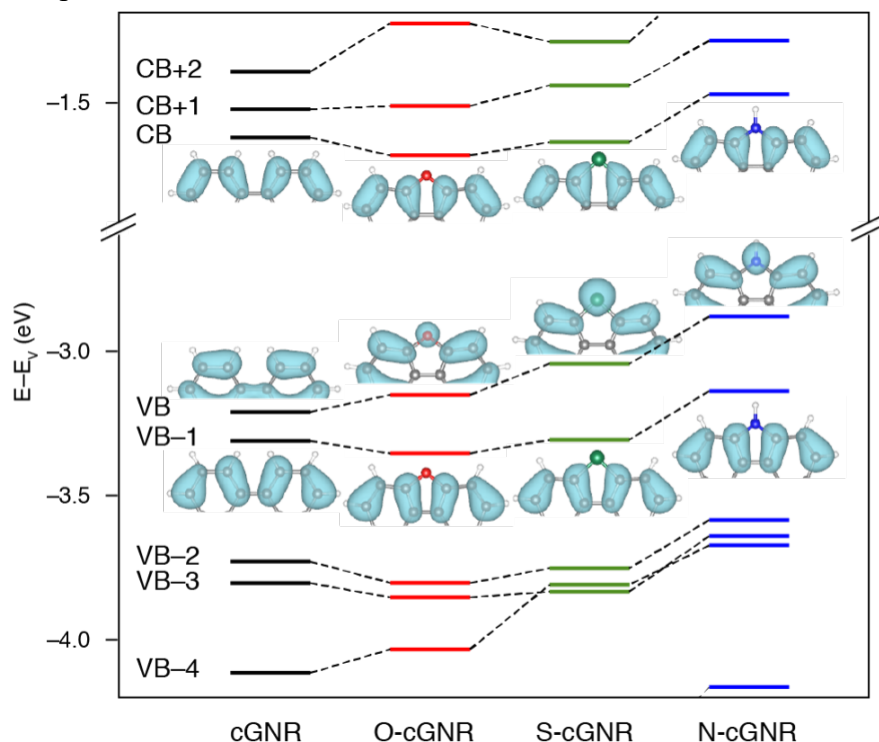 CB+2
CB+1
CB
–1.5
E–Ev (eV)
–3.0
VB
VB–1
–3.5
VB–2
VB–3
–4.0
VB–4
cGNR O-cGNR S-cGNR N-cGNR